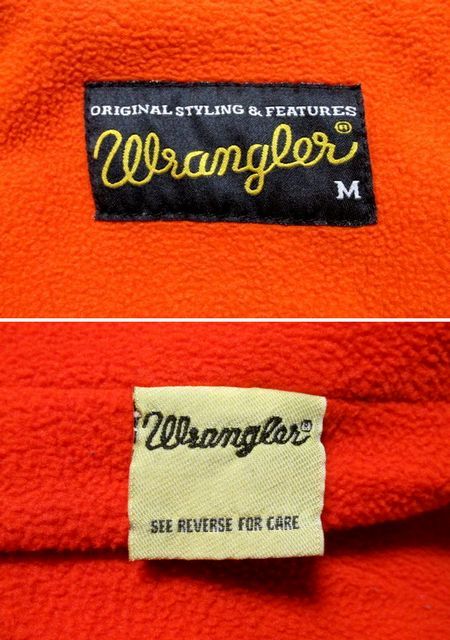 ORIGINAL STYLING & FEATURES
Wrangler®
M
Wrangler®
SEE REVERSE FOR CARE